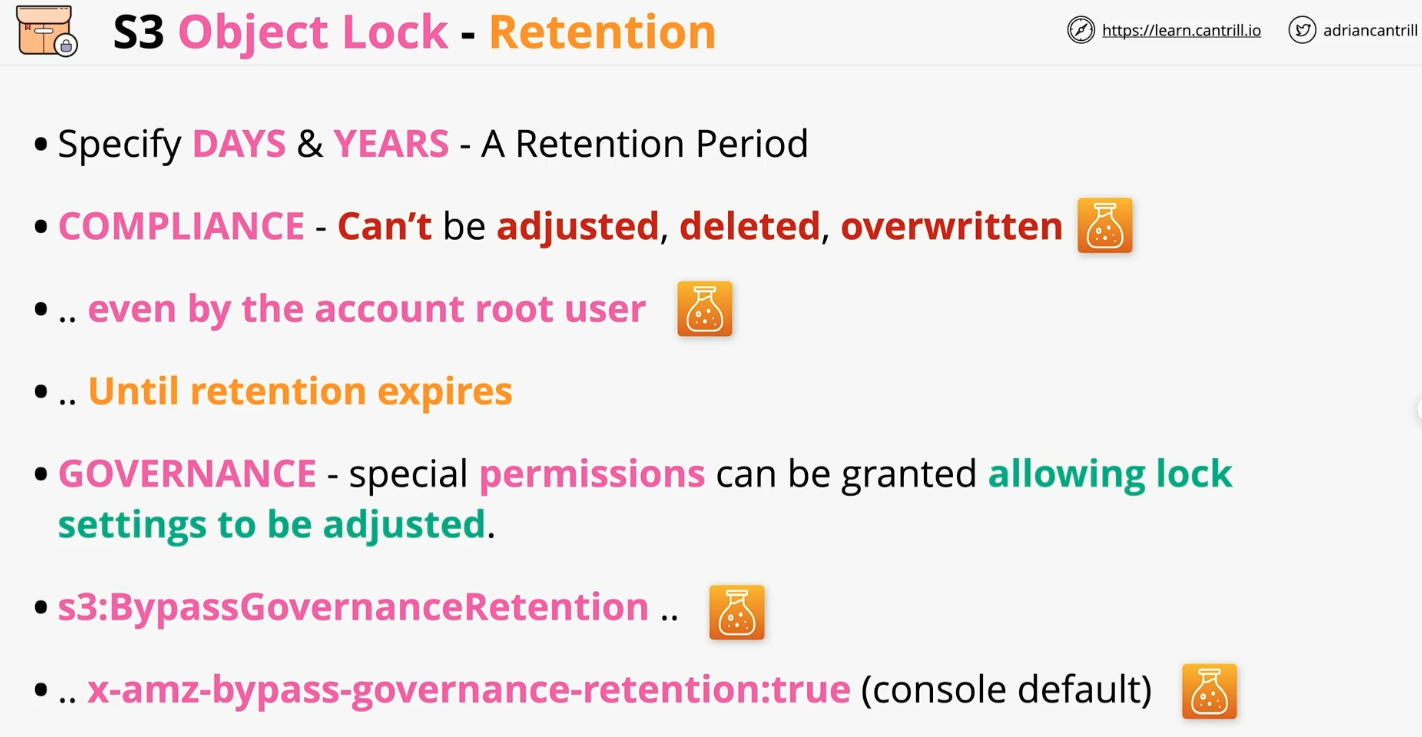 S3 Object Lock - Retention
https://learn.cantrill.io
adriancantrill
• Specify DAYS & YEARS - A Retention Period
• COMPLIANCE - Can’t be adjusted, deleted, overwritten
• .. even by the account root user
• .. Until retention expires
• GOVERNANCE - special permissions can be granted allowing lock
settings to be adjusted.
• s3:BypassGovernanceRetention ..
• .. x-amz-bypass-governance-retention:true (console default)